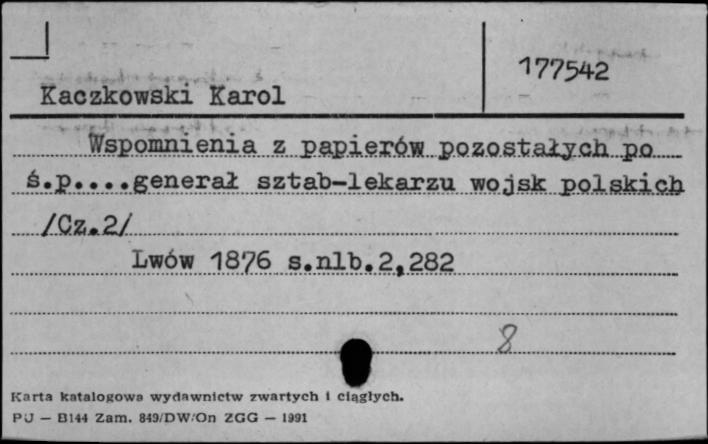 177542
Kaczkowski Karol
Wspomnienia z papierów pozostałych po
ś.p....generał sztab-lekarzu wojsk polskich
/Cz.2/
Lwów 1876 s.nlb.2,282
8
Karta katalogowa wydawnictw zwartych i ciągłych.
PU — B144 Zam. 849/DW/On ZGG — 1991